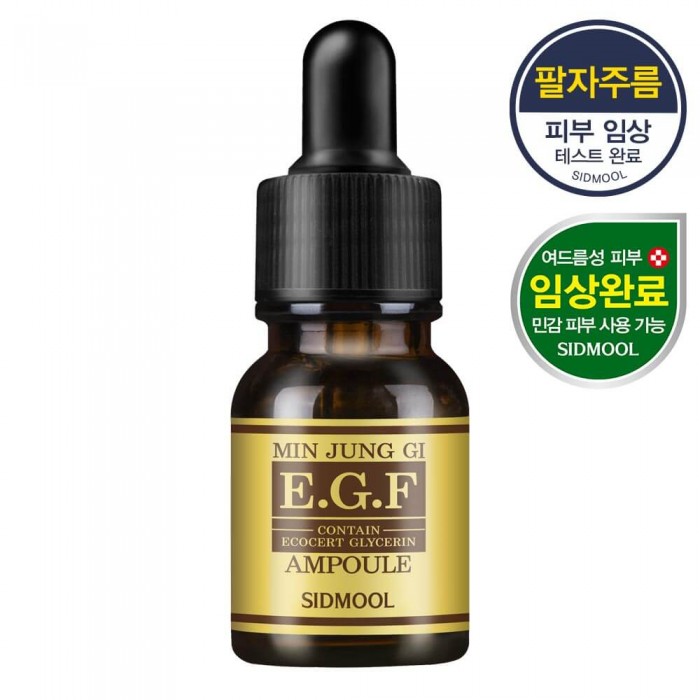 MIN JUNG GI
E.G.F
CONTAIN
ECOCERT GLYCERIN
AMPOULE
SIDMOOL
팔자주름
피부 임상
테스트 완료
SIDMOOL
여드름성 피부
임상완료
민감 피부 사용 가능
SIDMOOL